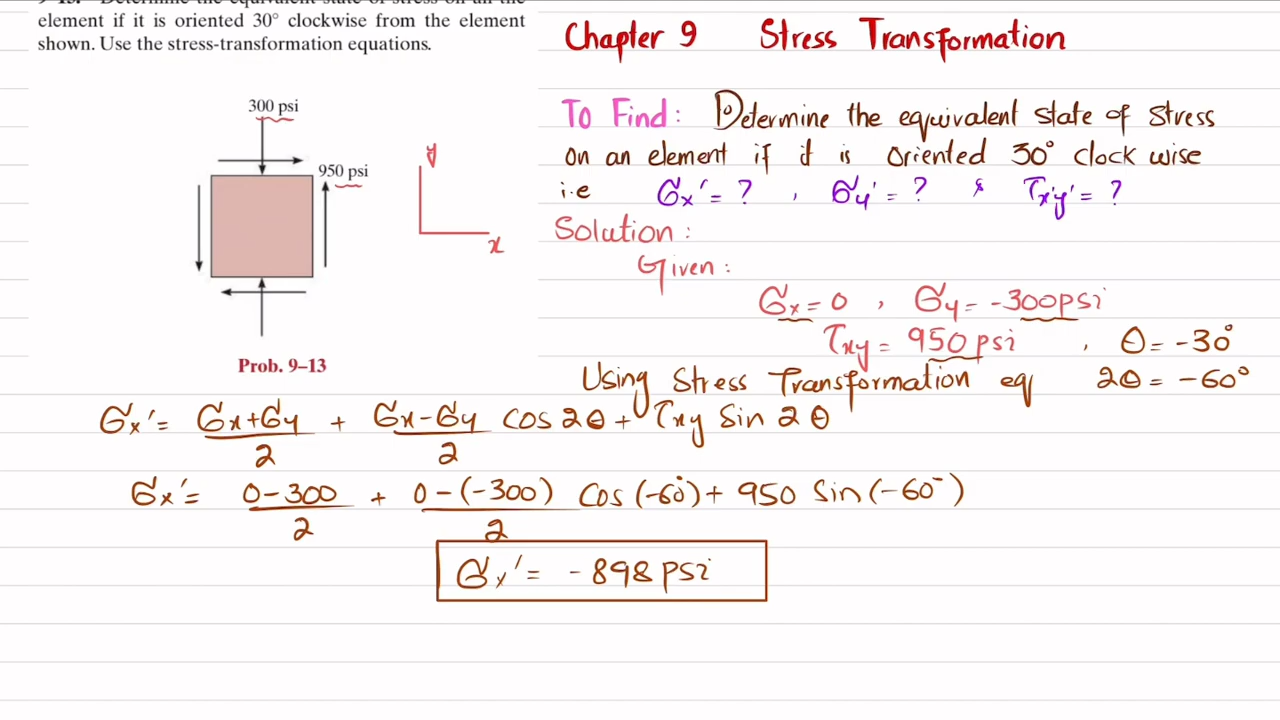 element if it is oriented 30° clockwise from the element
shown. Use the stress-transformation equations.
300 psi
950 psi
y
x
Prob. 9–13
Chapter 9 Stress Transformation
To Find: Determine the equivalent state of stress
on an element if it is oriented 30° clock wise
i.e σx' = ? , σy' = ? & τx'y' = ?
Solution:
Given:
σx = 0 , σy = -300psi
τxy = 950 psi , θ = -30°
Using Stress Transformation eq 2θ = -60°
σx' = σx+σy/2 + σx-σy/2 cos 2θ + τxy Sin 2θ
σx' = 0-300/2 + 0-(-300)/2 Cos (-60°) + 950 Sin (-60°)
σx' = -898 psi